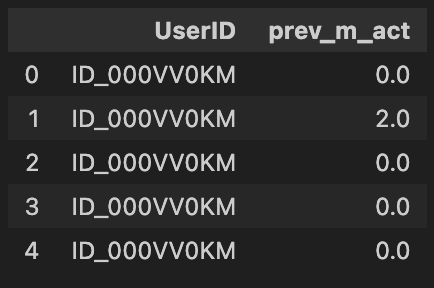 UserID prev_m_act
0 ID_000VV0KM 0.0
1 ID_000VV0KM 2.0
2 ID_000VV0KM 0.0
3 ID_000VV0KM 0.0
4 ID_000VV0KM 0.0